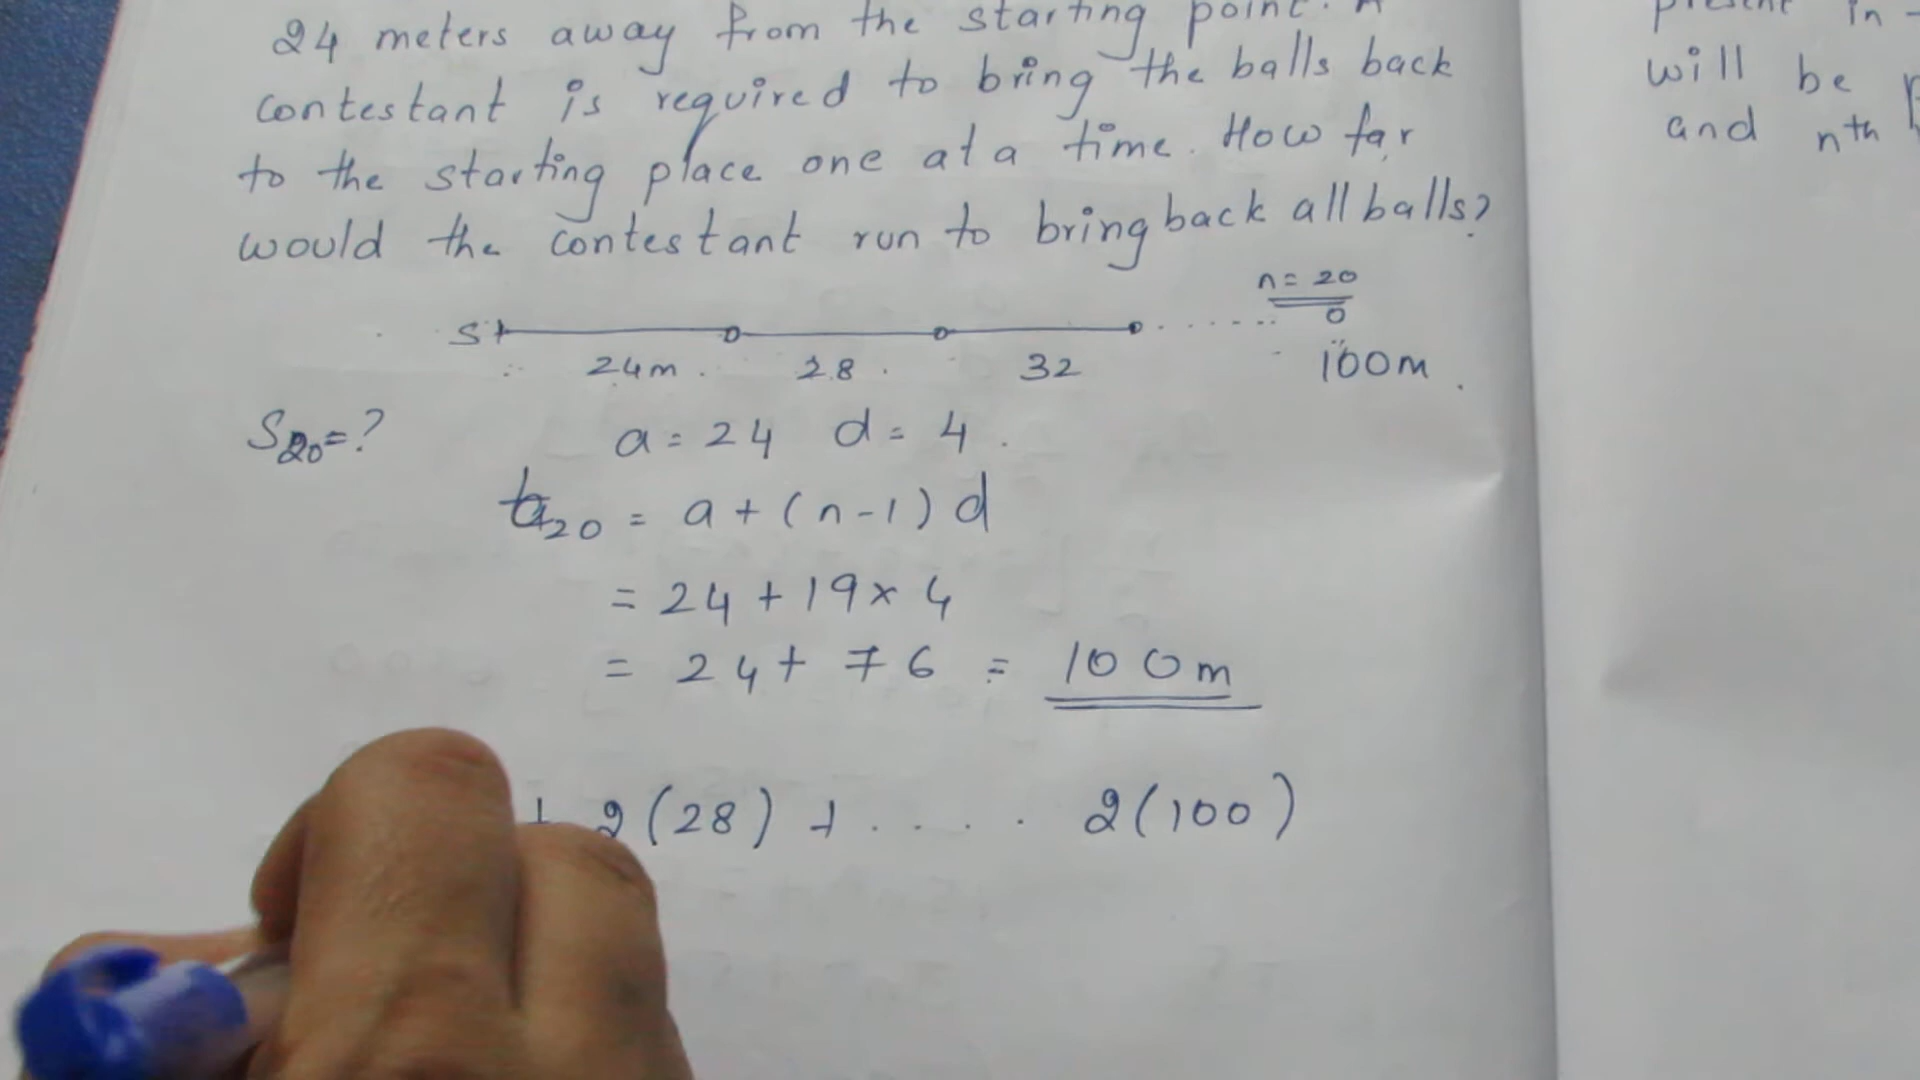 24 meters away from the starting point. A
contestant is required to bring the balls back
to the starting place one at a time. How far
would the contestant run to bring back all balls?
n = 20
S
24m . 28 . 32 100m .
S20 = ? a = 24 d = 4 .
t20 = a + (n-1) d
= 24 + 19 × 4
= 24 + 76 = 100m
+ 2(28) + . . . . 2(100)
in
will be
and nth